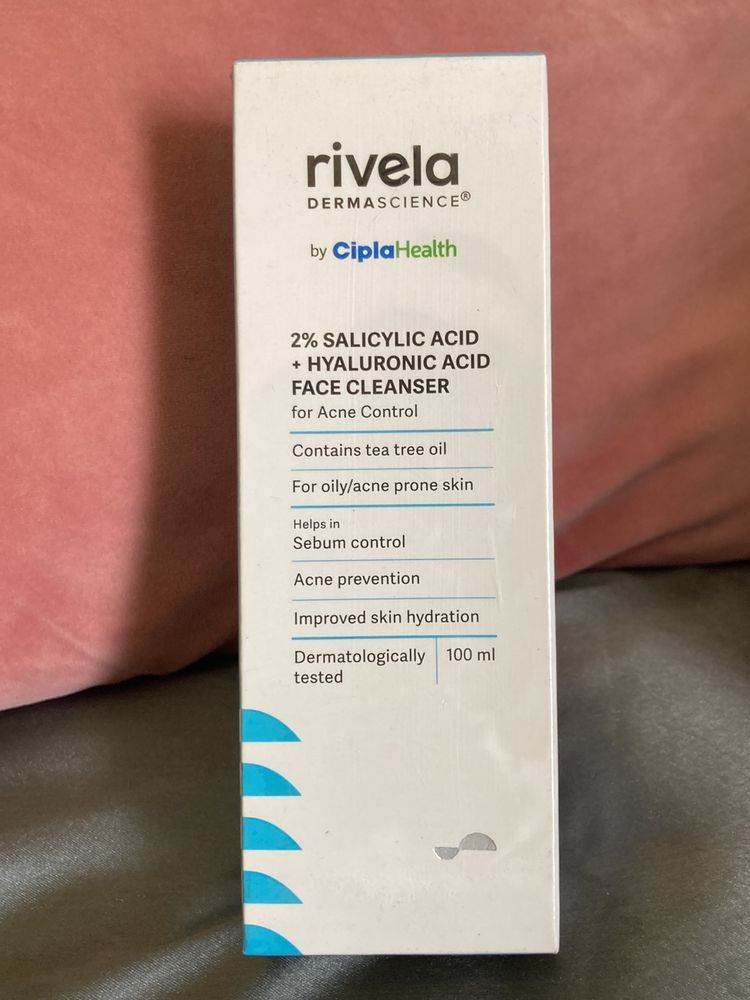 rivela
DERMASCIENCE®
by CiplaHealth
2% SALICYLIC ACID
+ HYALURONIC ACID
FACE CLEANSER
for Acne Control
Contains tea tree oil
For oily/acne prone skin
Helps in
Sebum control
Acne prevention
Improved skin hydration
Dermatologically
tested
100 ml